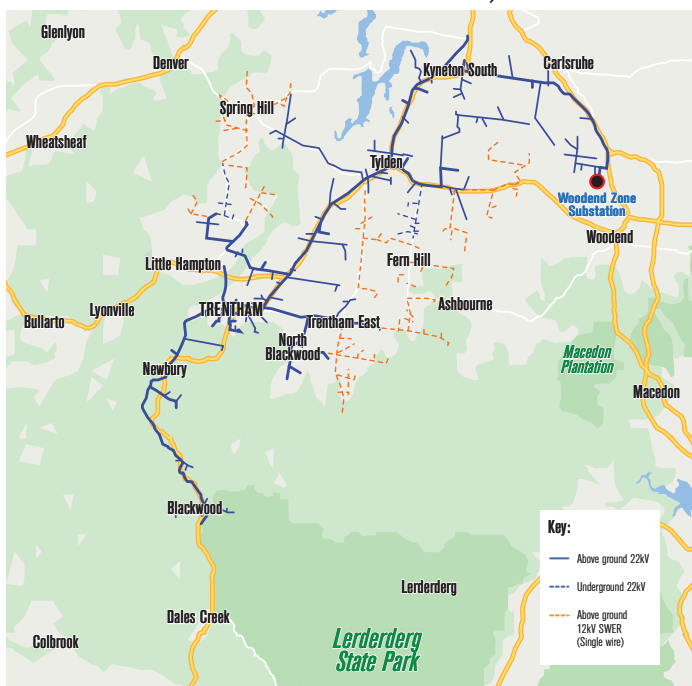 Glenlyon
Denver
Kyneton South
Carlsruhe
Spring Hill
Wheatsheaf
Tylden
Woodend Zone
Substation
Woodend
Little Hampton
Fern Hill
Lyonville
TRENTHAM
Ashbourne
Bullarto
Trentham-East
North
Blackwood
Macedon
Plantation
Newbury
Macedon
Blackwood
Key:
Above ground 22kV
Underground 22kV
Above ground
12kV SWER
(Single wire)
Lerderderg
Dales Creek
Colbrook
Lerderderg
State Park